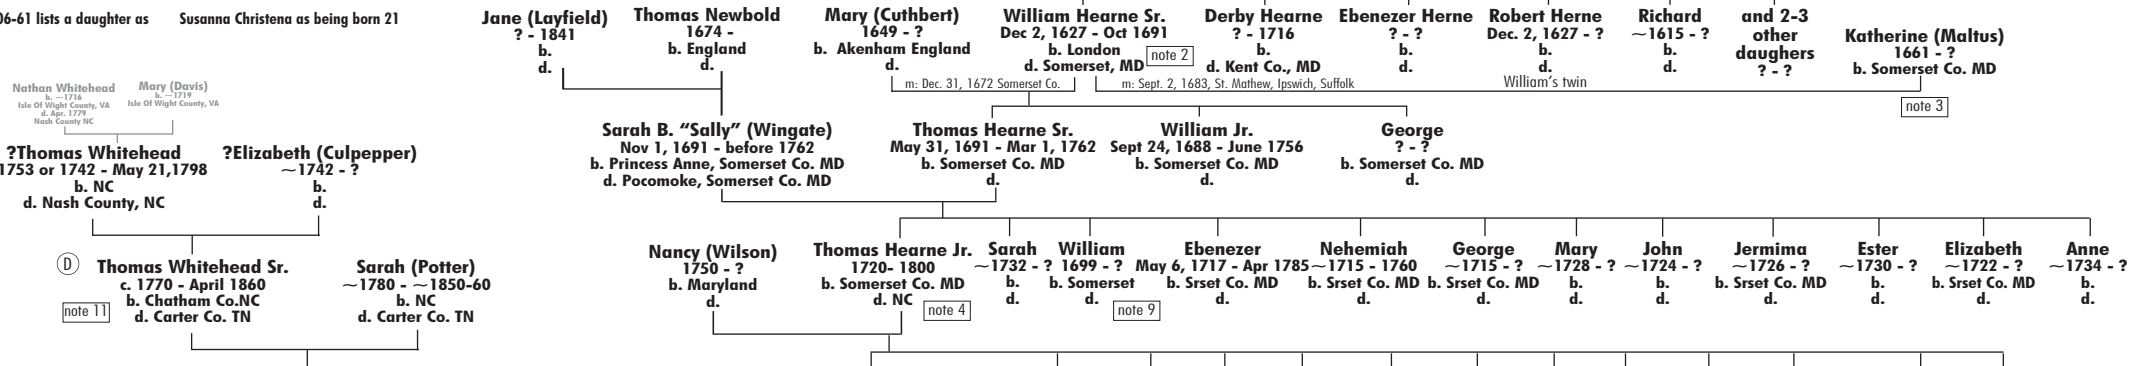 06-61 lists a daughter as Susanna Christena as being born 21
Jane (Layfield)
? - 1841
b.
d.
Thomas Newbold
1674 -
b. England
d.
Mary (Cuthbert)
1649 - ?
b. Akenham England
d.
William Hearne Sr.
Dec 2, 1627 - Oct 1691
b. London
d. Somerset, MD
note 2
Derby Hearne
? - 1716
b.
d. Kent Co., MD
Ebenezer Herne
? - ?
b.
d.
Robert Herne
Dec. 2, 1627 - ?
b.
d.
William's twin
Richard
~1615 - ?
b.
d.
and 2-3
other
daughers
? - ?
Katherine (Maltus)
1661 - ?
b. Somerset Co. MD
note 3
m: Dec. 31, 1672 Somerset Co.
m: Sept. 2, 1683, St. Mathew, Ipswich, Suffolk
Nathan Whitehead
b. ~1716
Isle Of Wight County, VA
d. Apr. 1779
Nash County NC
Mary (Davis)
b. ~1719
Isle Of Wight County, VA
?Thomas Whitehead
1753 or 1742 - May 21,1798
b. NC
d. Nash County, NC
?Elizabeth (Culpepper)
~1742 - ?
b.
d.
Sarah B. “Sally” (Wingate)
Nov 1, 1691 - before 1762
b. Princess Anne, Somerset Co. MD
d. Pocomoke, Somerset Co. MD
Thomas Hearne Sr.
May 31, 1691 - Mar 1, 1762
b. Somerset Co. MD
d.
William Jr.
Sept 24, 1688 - June 1756
b. Somerset Co. MD
d.
George
? - ?
b. Somerset Co. MD
d.
D
Thomas Whitehead Sr.
c. 1770 - April 1860
b. Chatham Co.NC
d. Carter Co. TN
note 11
Sarah (Potter)
~1780 - ~1850-60
b. NC
d. Carter Co. TN
Nancy (Wilson)
1750 - ?
b. Maryland
d.
Thomas Hearne Jr.
1720- 1800
b. Somerset Co. MD
d. NC
note 4
Sarah
~1732 - ?
b.
d.
William
1699 - ?
b. Somerset
d.
note 9
Ebenezer
May 6, 1717 - Apr 1785
b. Srset Co. MD
d.
Nehemiah
~1715 - 1760
b. Srset Co. MD
d.
George
~1715 - ?
b. Srset Co. MD
d.
Mary
~1728 - ?
b.
d.
John
~1724 - ?
b.
d.
Jermima
~1726 - ?
b. Srset Co. MD
d.
Ester
~1730 - ?
b.
d.
Elizabeth
~1722 - ?
b. Srset Co. MD
d.
Anne
~1734 - ?
b.
d.